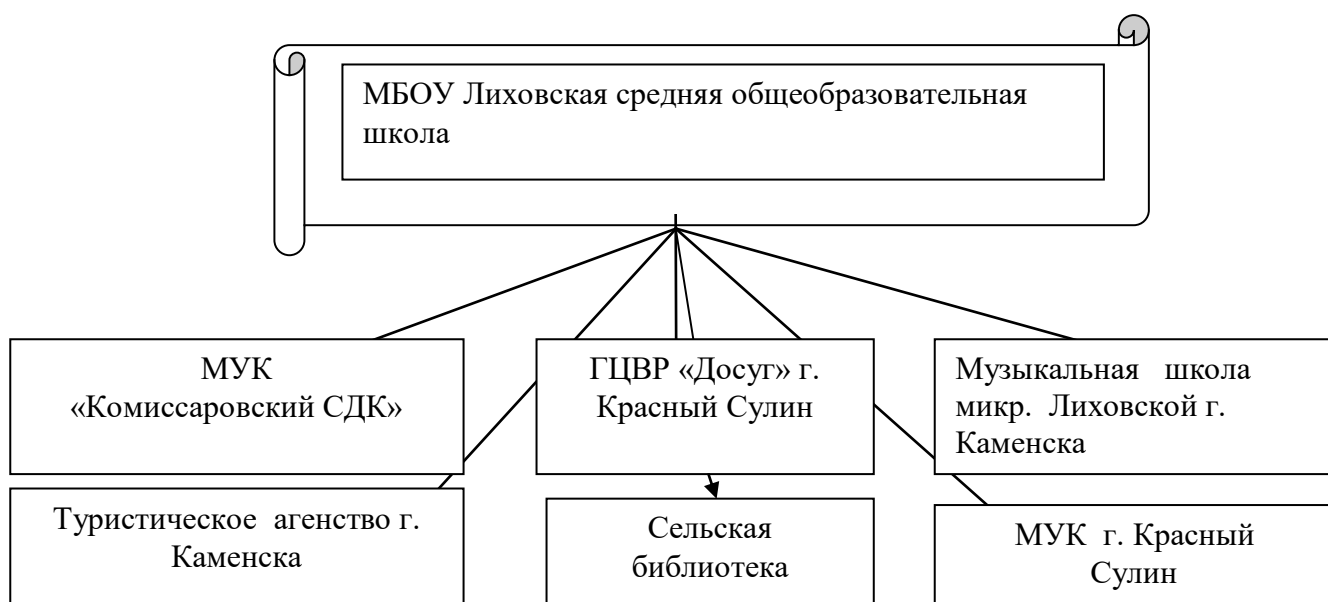 МБОУ Лиховская средняя общеобразовательная
школа
МУК
«Комиссаровский СДК»
ГЦВР «Досуг» г.
Красный Сулин
Музыкальная школа
микр. Лиховской г.
Каменска
Туристическое агенство г.
Каменска
Сельская
библиотека
МУК г. Красный
Сулин